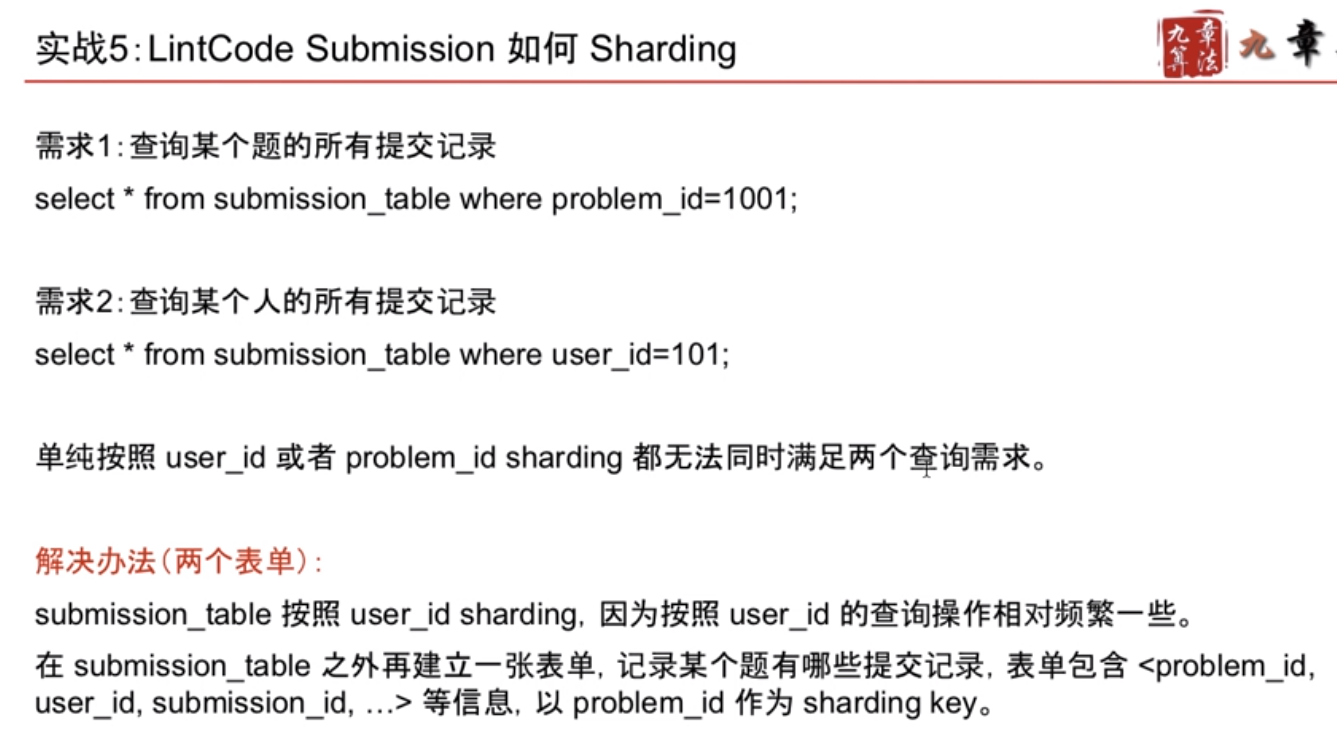 实战5:LintCode Submission 如何 Sharding
九章算法
九章
需求1:查询某个题的所有提交记录
select * from submission_table where problem_id=1001;
需求2:查询某个人的所有提交记录
select * from submission_table where user_id=101;
单纯按照 user_id 或者 problem_id sharding 都无法同时满足两个查询需求。
解决办法(两个表单):
submission_table 按照 user_id sharding, 因为按照 user_id 的查询操作相对频繁一些。
在 submission_table 之外再建立一张表单, 记录某个题有哪些提交记录, 表单包含 <problem_id,
user_id, submission_id, …> 等信息, 以 problem_id 作为 sharding key。